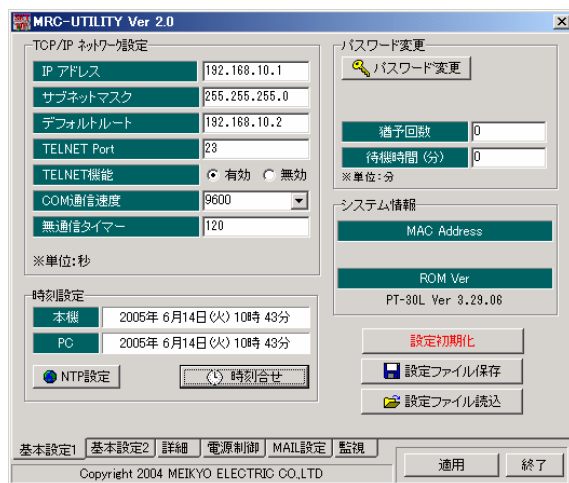 MRC-UTILITY Ver 2.0
TCP/IP ネットワーク設定
IP アドレス 192.168.10.1
サブネットマスク 255.255.255.0
デフォルトルート 192.168.10.2
TELNET Port 23
TELNET機能 有効 無効
COM通信速度 9600
無通信タイマー 120
※単位:秒
パスワード変更
パスワード変更
猶予回数 0
待機時間(分) 0
※単位:分
システム情報
MAC Address
ROM Ver
PT-30L Ver 3.29.06
時刻設定
本機 2005年 6月14日(火) 10時 43分
PC 2005年 6月14日(火) 10時 43分
NTP設定 時刻合せ
設定初期化
設定ファイル保存
設定ファイル読込
基本設定1 基本設定2 詳細 電源制御 MAIL設定 監視
Copyright 2004 MEIKYO ELECTRIC CO.,LTD
適用 終了